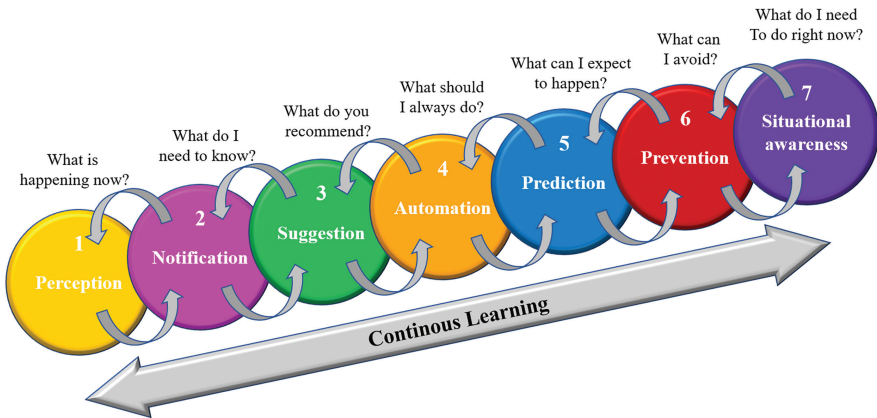 What is
happening now?
1
Perception
What do I
need to know?
2
Notification
What do you
recommend?
3
Suggestion
What should
I always do?
4
Automation
What can I expect
to happen?
5
Prediction
What can
I avoid?
6
Prevention
What do I need
To do right now?
7
Situational
awareness
Continous Learning